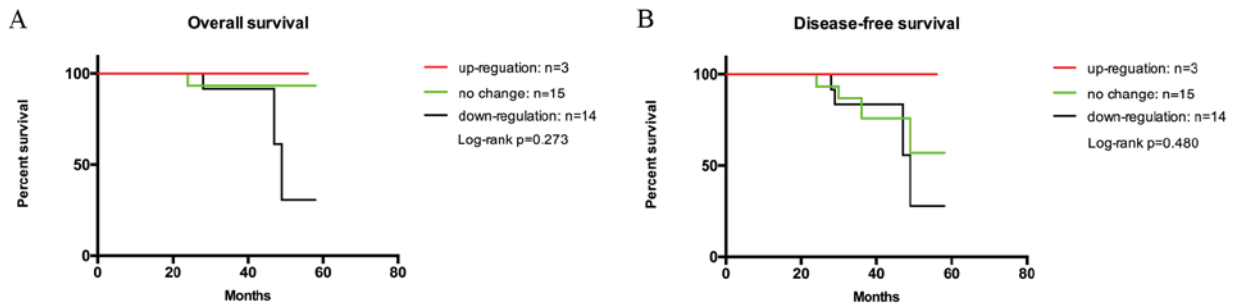 A
Overall survival
Percent survival
100
50
0
0 20 40 60 80
Months
up-reguation: n=3
no change: n=15
down-regulation: n=14
Log-rank p=0.273
B
Disease-free survival
Percent survival
100
50
0
0 20 40 60 80
Months
up-reguation: n=3
no change: n=15
down-regulation: n=14
Log-rank p=0.480